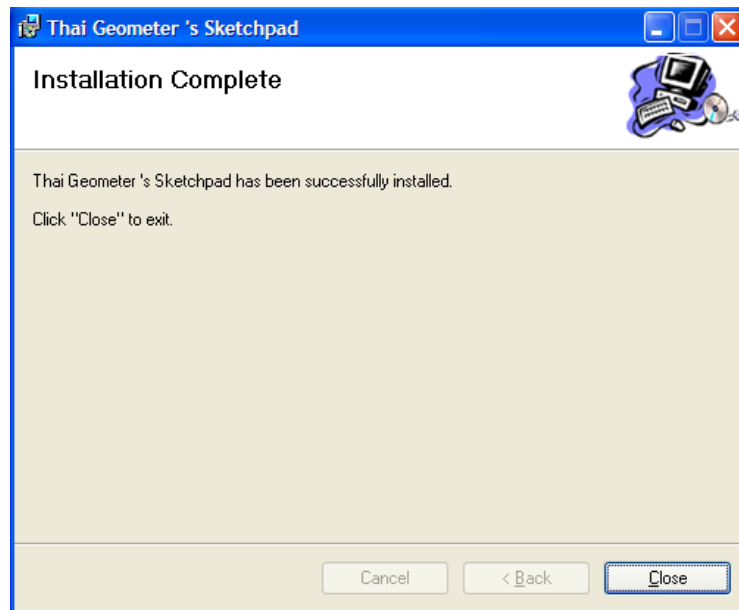 Thai Geometer 's Sketchpad
Installation Complete
Thai Geometer 's Sketchpad has been successfully installed.
Click "Close" to exit.
Cancel
< Back
Close